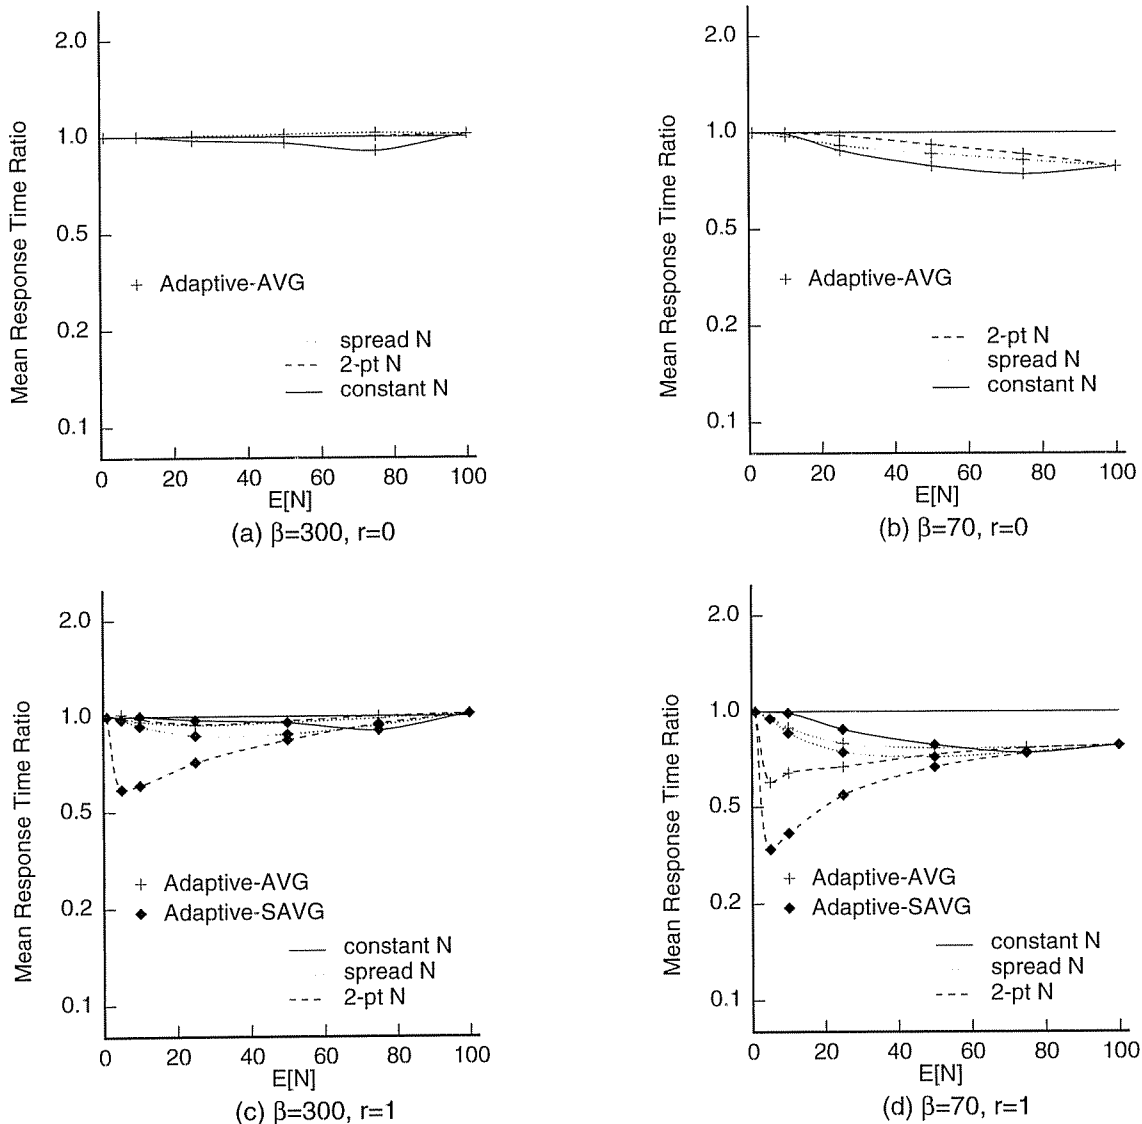 2.0
1.0
0.5
0.2
0.1
Mean Response Time Ratio
Adaptive-AVG
spread N
2-pt N
constant N
0 20 40 60 80 100
E[N]
(a) β=300, r=0
2.0
1.0
0.5
0.2
0.1
Mean Response Time Ratio
Adaptive-AVG
2-pt N
spread N
constant N
0 20 40 60 80 100
E[N]
(b) β=70, r=0
2.0
1.0
0.5
0.2
0.1
Mean Response Time Ratio
Adaptive-AVG
Adaptive-SAVG
constant N
spread N
2-pt N
0 20 40 60 80 100
E[N]
(c) β=300, r=1
2.0
1.0
0.5
0.2
0.1
Mean Response Time Ratio
Adaptive-AVG
Adaptive-SAVG
constant N
spread N
2-pt N
0 20 40 60 80 100
E[N]
(d) β=70, r=1